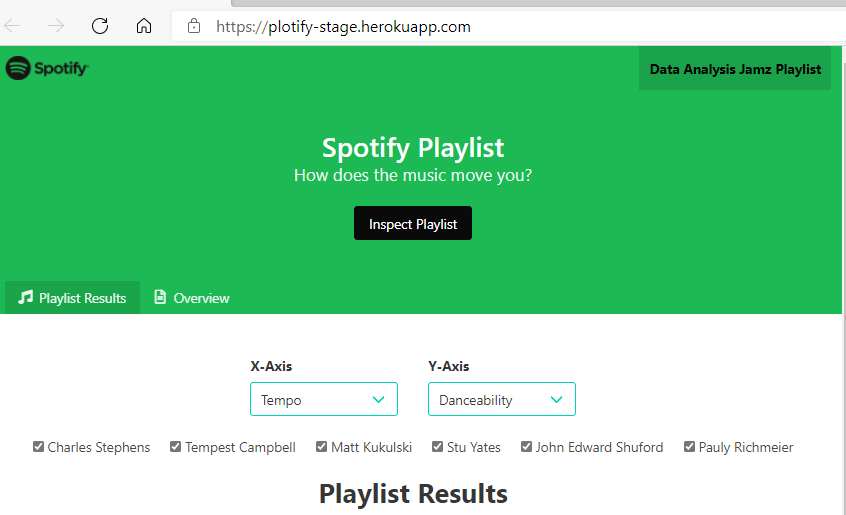 https://plotify-stage.herokuapp.com
Spotify
Data Analysis Jamz Playlist
Spotify Playlist
How does the music move you?
Inspect Playlist
Playlist Results Overview
X-Axis Y-Axis
Tempo Danceability
Charles Stephens Tempest Campbell Matt Kukulski Stu Yates John Edward Shuford Pauly Richmeier
Playlist Results